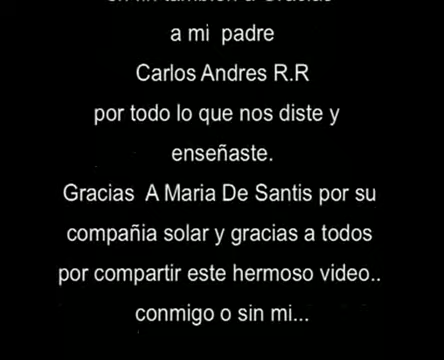 a mi padre
Carlos Andres R.R
por todo lo que nos diste y
enseñaste.
Gracias A Maria De Santis por su
compañia solar y gracias a todos
por compartir este hermoso video..
conmigo o sin mi...